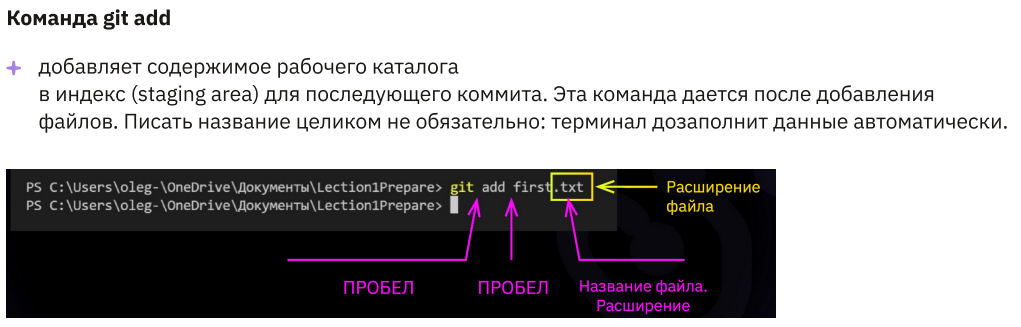 Команда git add
добавляет содержимое рабочего каталога
в индекс (staging area) для последующего коммита. Эта команда дается после добавления
файлов. Писать название целиком не обязательно: терминал дозаполнит данные автоматически.
PS C:\Users\oleg-\OneDrive\Документы\Lection1Prepare> git add first.txt
PS C:\Users\oleg-\OneDrive\Документы\Lection1Prepare>
Расширение
файла
ПРОБЕЛ
ПРОБЕЛ
Название файла.
Расширение